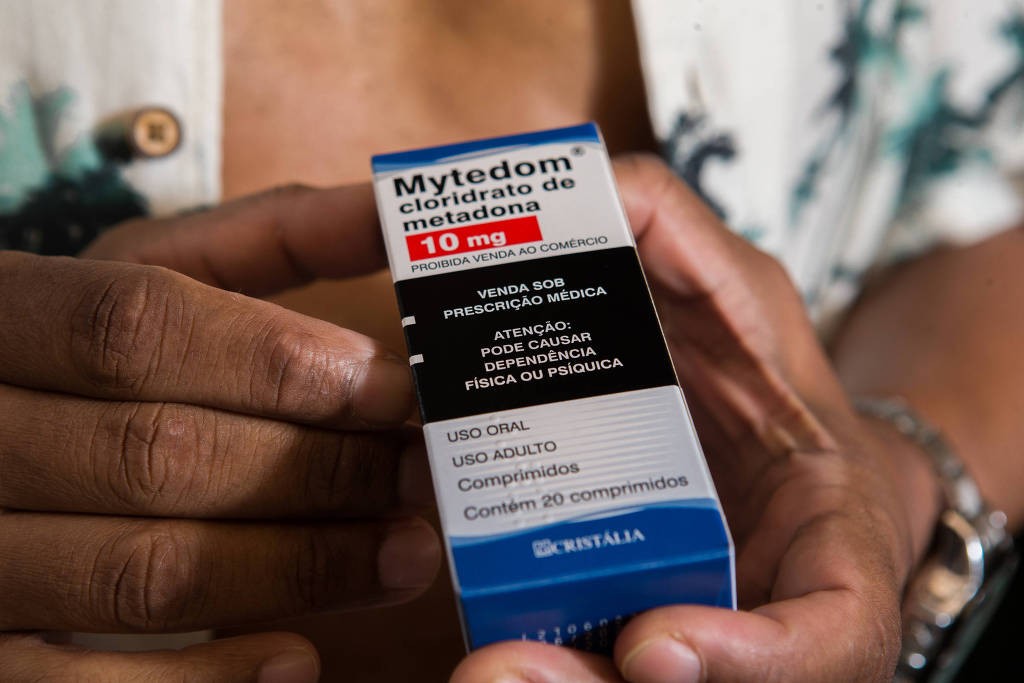 Mytedom®
cloridrato de
metadona
10 mg
PROIBIDA VENDA AO COMÉRCIO
VENDA SOB
PRESCRIÇÃO MÉDICA
ATENÇÃO:
PODE CAUSAR
DEPENDÊNCIA
FÍSICA OU PSÍQUICA
USO ORAL
USO ADULTO
Comprimidos
Contém 20 comprimidos
CRISTÁLIA